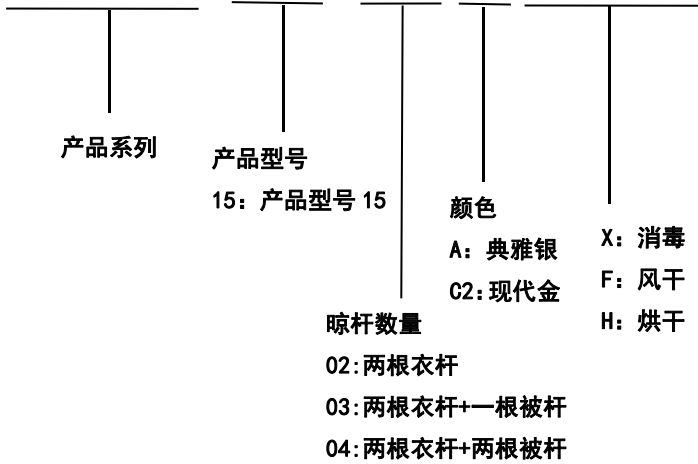 产品系列
产品型号
15: 产品型号 15
颜色
A: 典雅银
C2:现代金
X: 消毒
F: 风干
H: 烘干
晾杆数量
02:两根衣杆
03:两根衣杆+一根被杆
04:两根衣杆+两根被杆